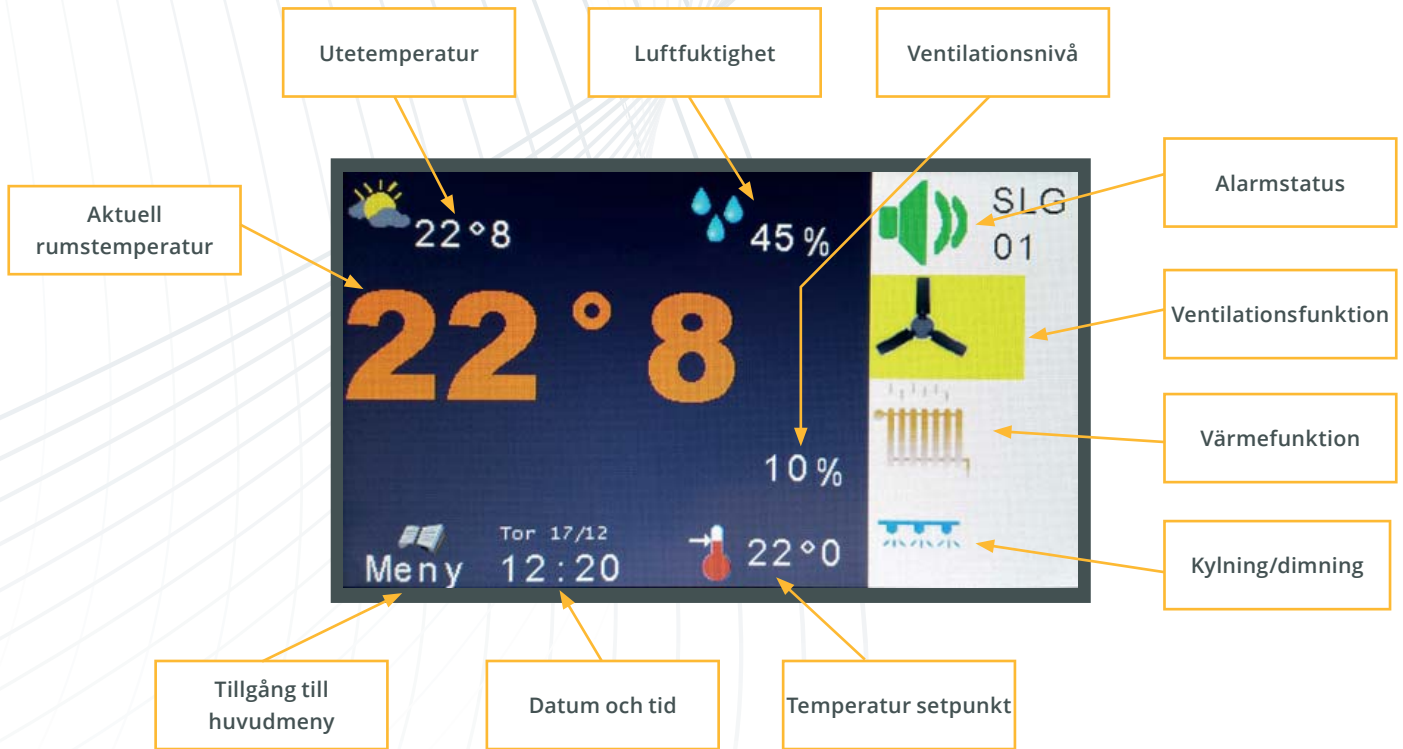 Utetemperatur
Luftfuktighet
Ventilationsnivå
Aktuell
rumstemperatur
22°8
45%
SLG
01
Alarmstatus
22°8
Ventilationsfunktion
10%
Värmefunktion
Meny
Tor 17/12
12:20
22°0
Kylning/dimning
Tillgång till
huvudmeny
Datum och tid
Temperatur setpunkt